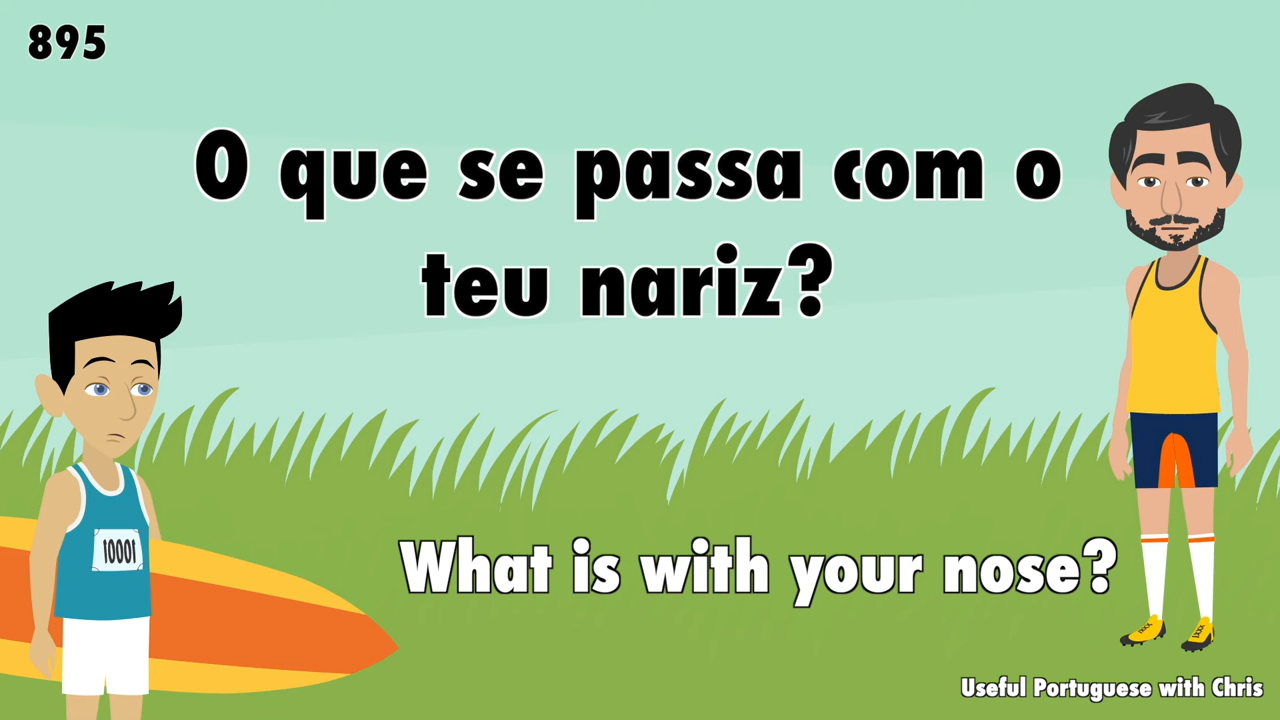 895
O que se passa com o
teu nariz?
10001
What is with your nose?
Useful Portuguese with Chris